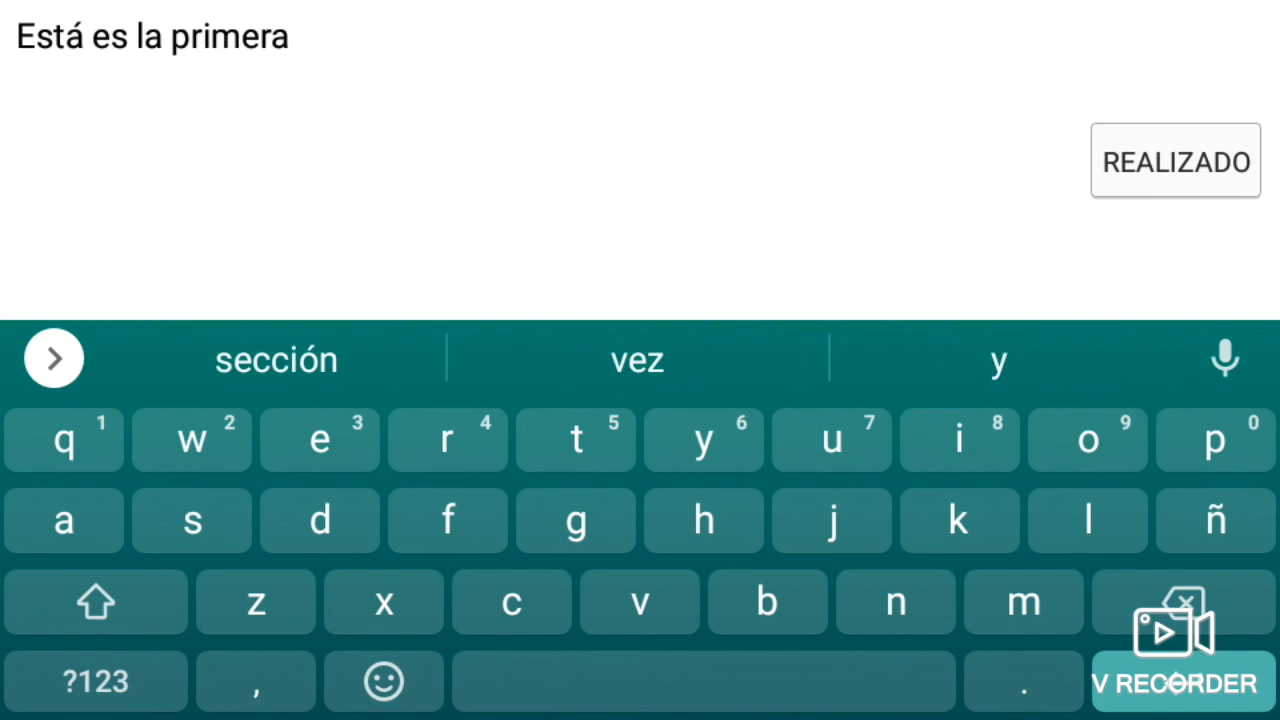 Está es la primera
REALIZADO
sección vez y
q 1 w 2 e 3 r 4 t 5 y 6 u 7 i 8 o 9 p 0
a s d f g h j k l ñ
z x c v b n m
?123 , .
V RECORDER